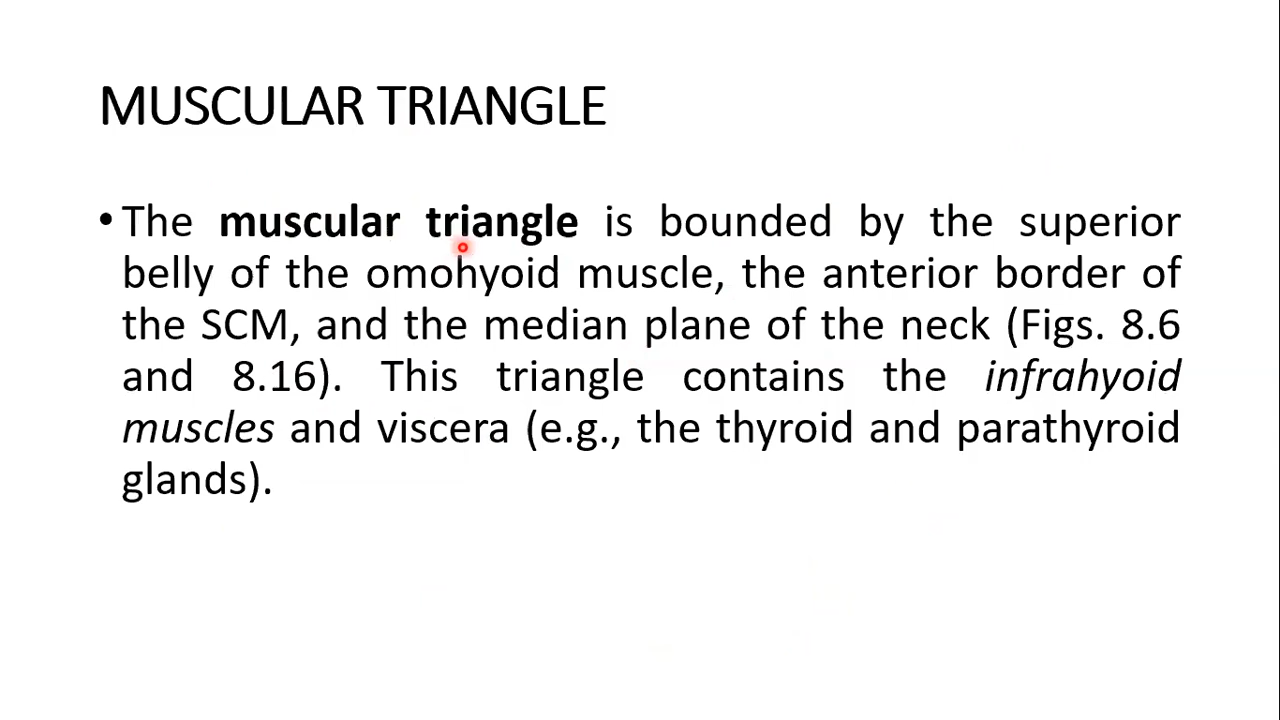 MUSCULAR TRIANGLE
• The muscular triangle is bounded by the superior
belly of the omohyoid muscle, the anterior border of
the SCM, and the median plane of the neck (Figs. 8.6
and 8.16). This triangle contains the infrahyoid
muscles and viscera (e.g., the thyroid and parathyroid
glands).